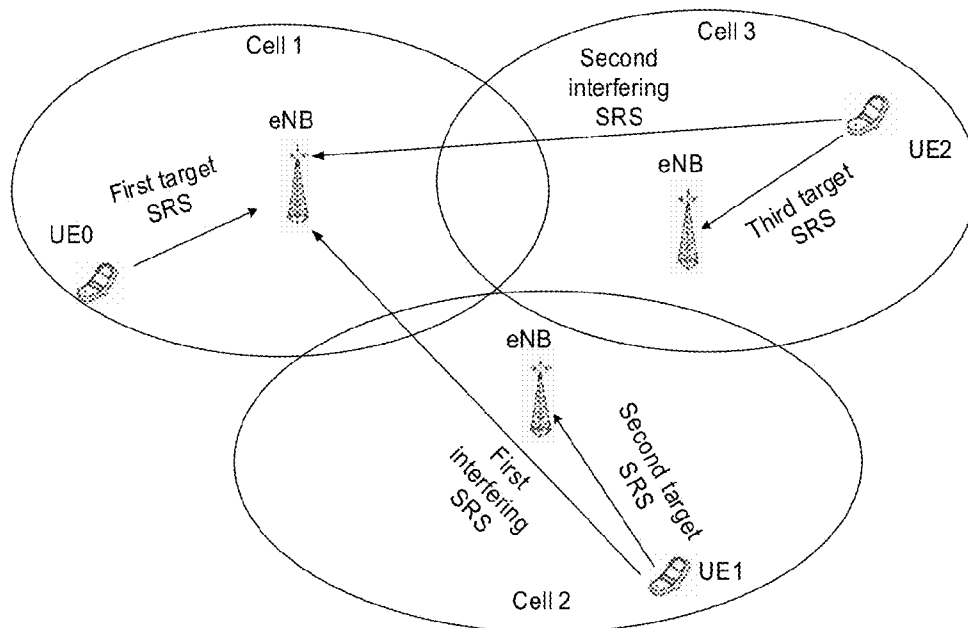 Cell 1
Cell 3
Second
interfering
SRS
eNB
UE2
First target
SRS
eNB
Third target
SRS
UE0
eNB
Second target
SRS
First
interfering
SRS
UE1
Cell 2